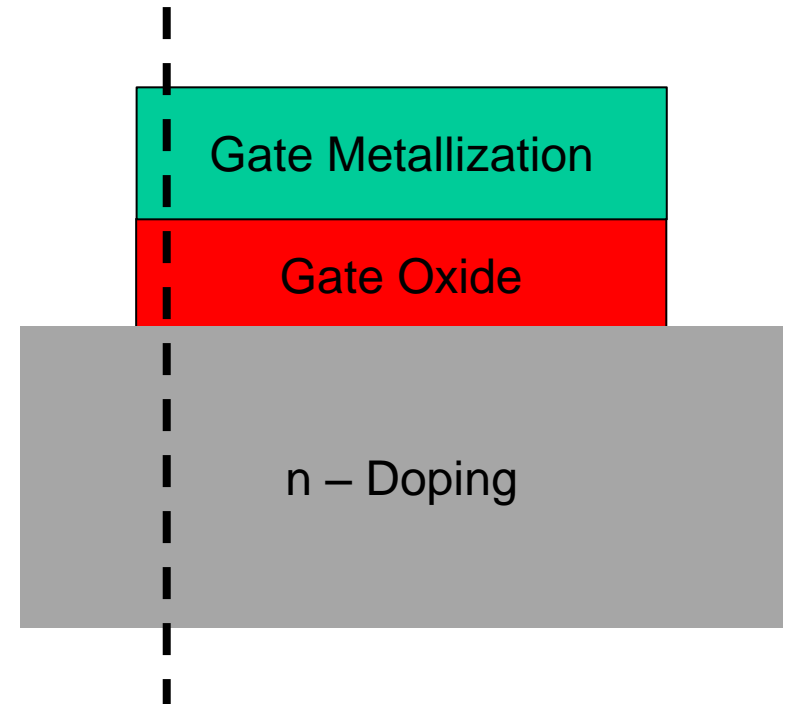 Gate Metallization
Gate Oxide
n – Doping